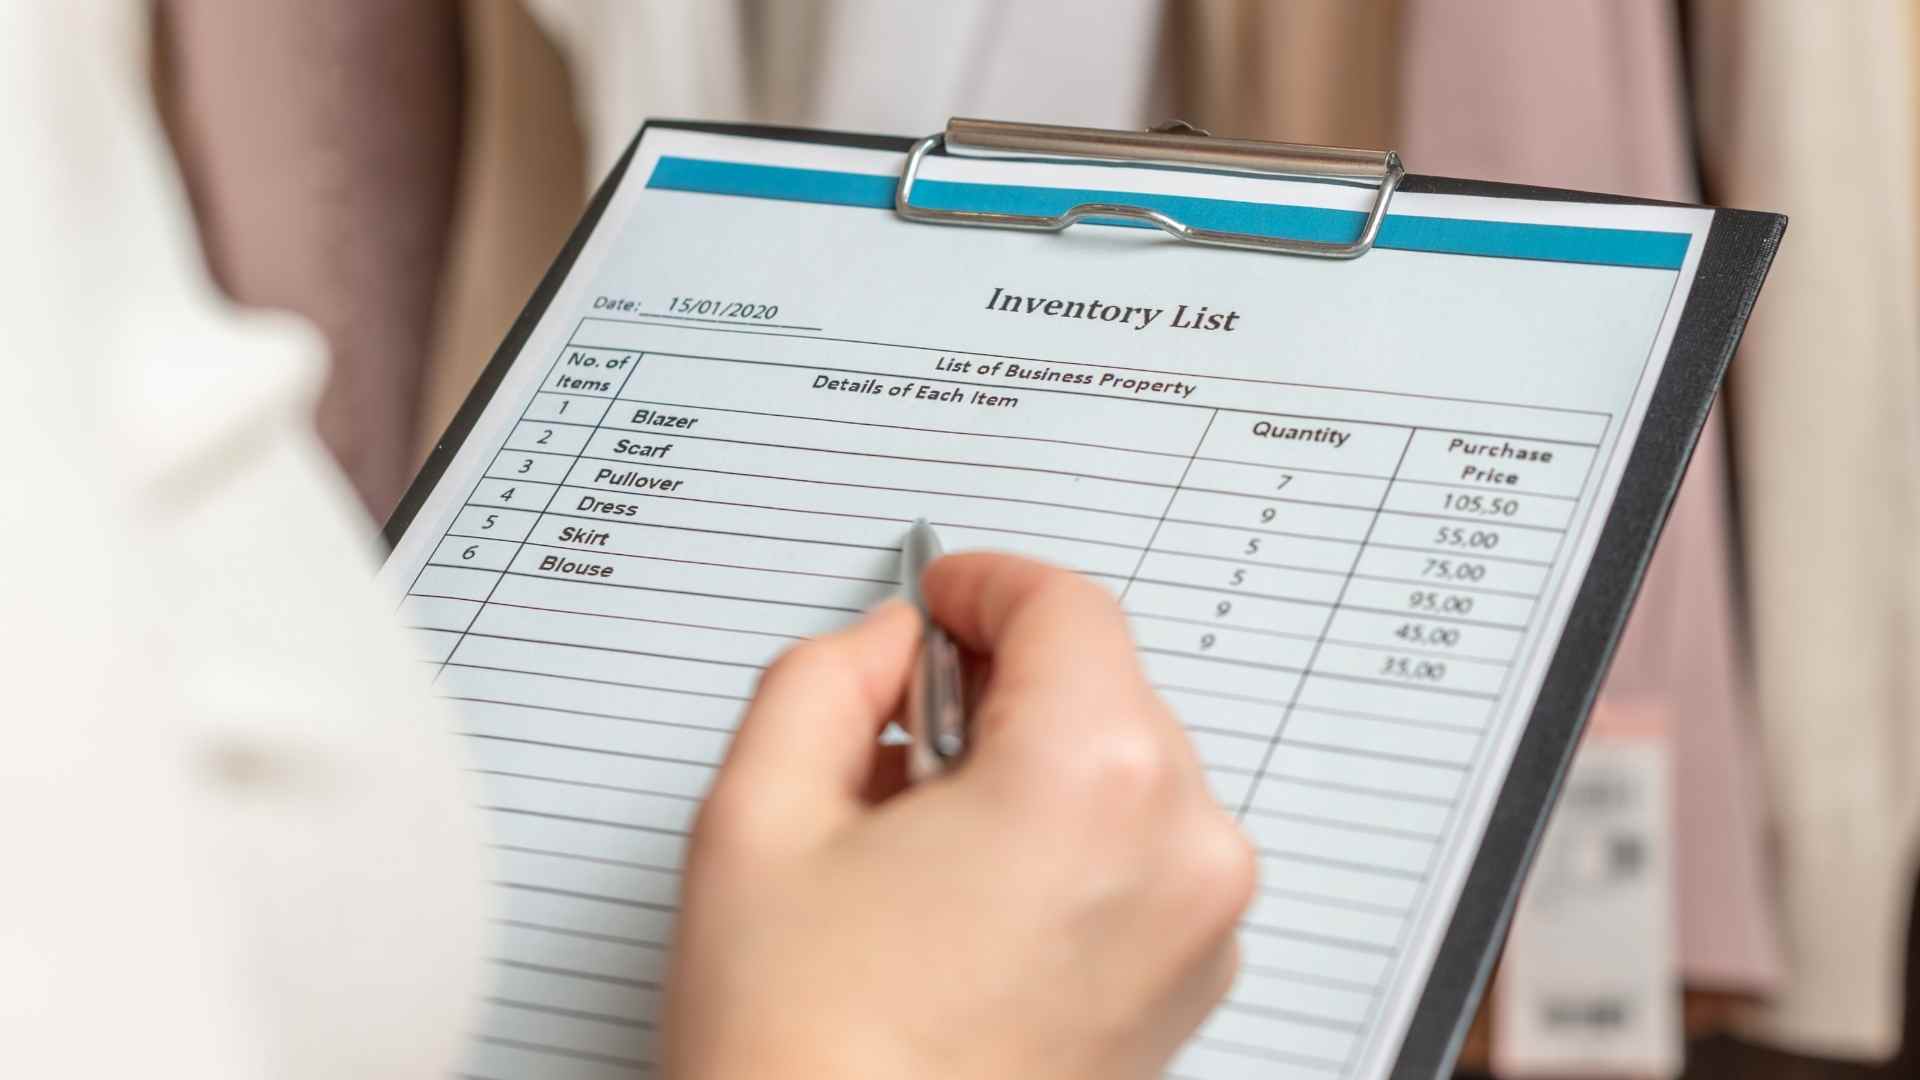 Inventory List
Date: 15/01/2020
List of Business Property
No. of Items Details of Each Item Quantity Purchase Price
1 Blazer 7 105,50
2 Scarf 9 55,00
3 Pullover 5 75,00
4 Dress 5 95,00
5 Skirt 9 45,00
6 Blouse 9 35,00